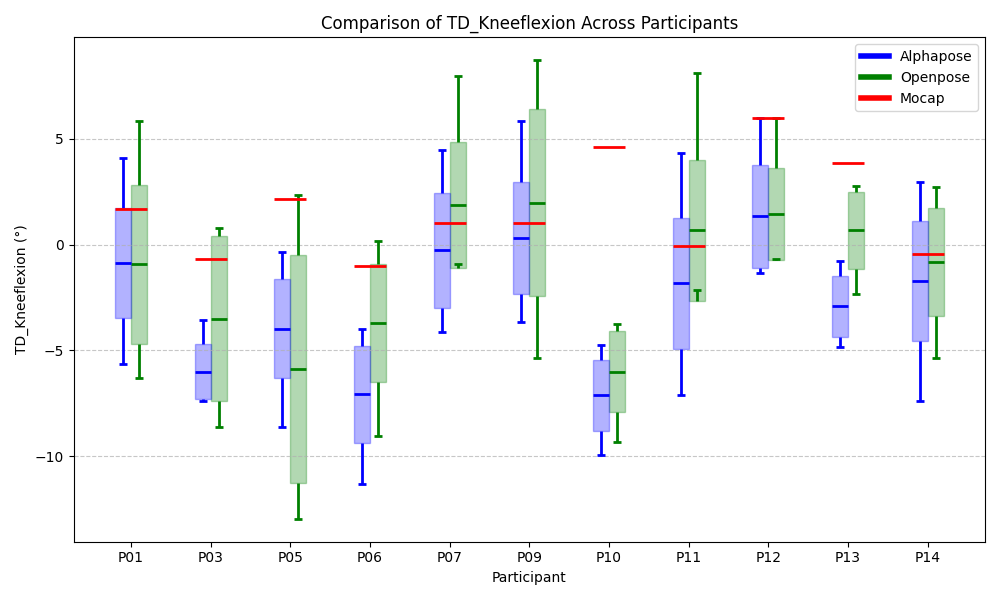 Comparison of TD_Kneeflexion Across Participants
Alphapose
Openpose
Mocap
TD_Kneeflexion (°)
5
0
−5
−10
P01 P03 P05 P06 P07 P09 P10 P11 P12 P13 P14
Participant